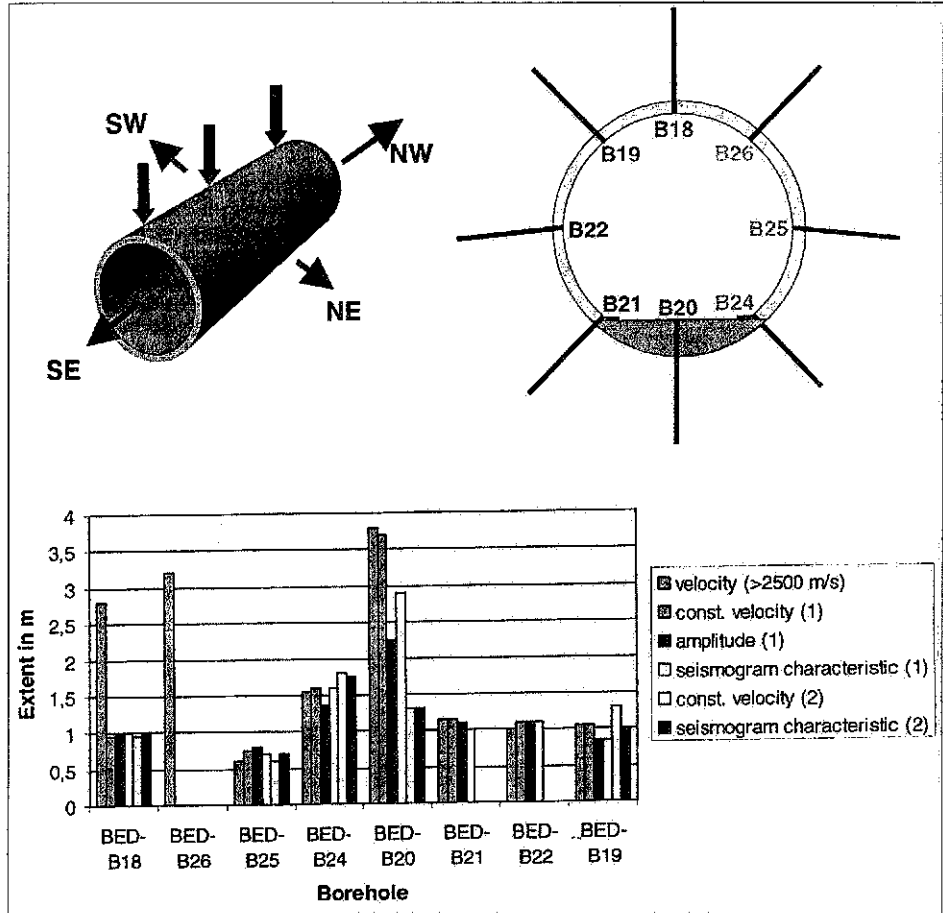 SW
NW
NE
SE
B18
B19
B26
B22
B25
B21
B20
B24
Extent in m
4
3,5
3
2,5
2
1,5
1
0,5
0
BED-B18
BED-B26
BED-B25
BED-B24
BED-B20
BED-B21
BED-B22
BED-B19
Borehole
velocity (>2500 m/s)
const. velocity (1)
amplitude (1)
seismogram characteristic (1)
const. velocity (2)
seismogram characteristic (2)